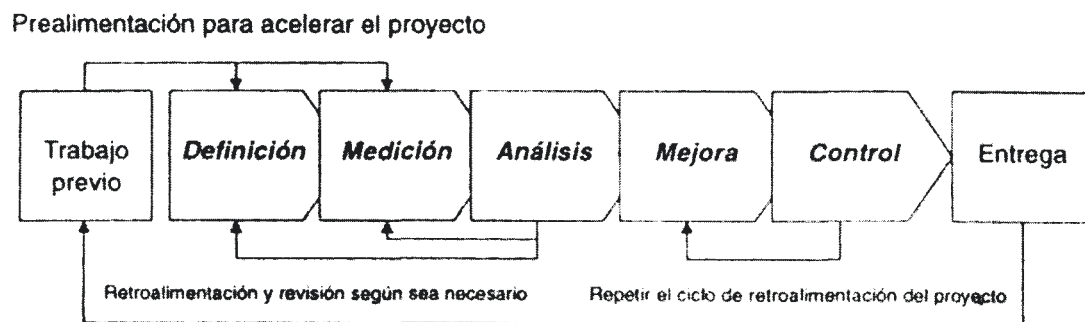 Prealimentación para acelerar el proyecto
Trabajo
previo
Definición
Medición
Análisis
Mejora
Control
Entrega
Retroalimentación y revisión según sea necesario
Repetir el ciclo de retroalimentación del proyecto